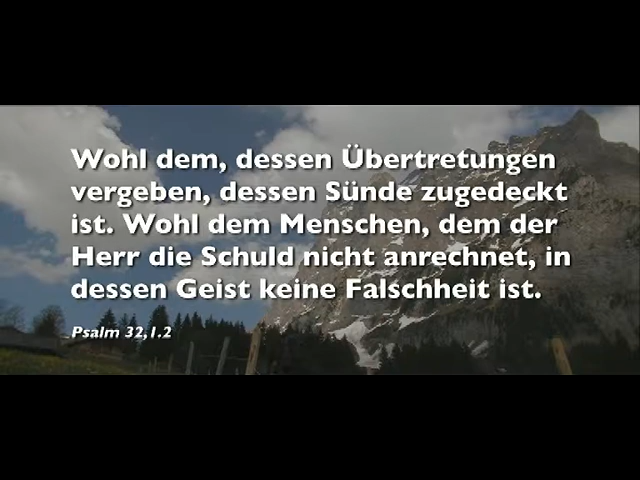 Wohl dem, dessen Übertretungen
vergeben, dessen Sünde zugedeckt
ist. Wohl dem Menschen, dem der
Herr die Schuld nicht anrechnet, in
dessen Geist keine Falschheit ist.
Psalm 32,1.2